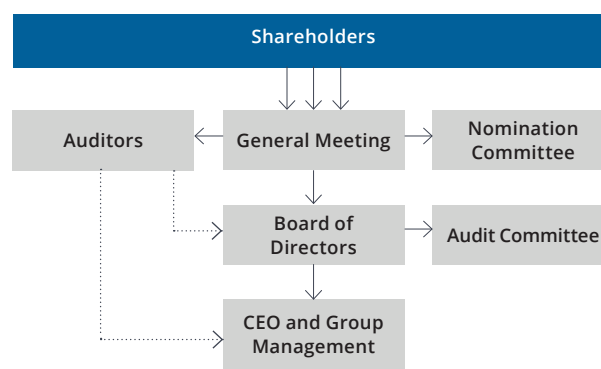 Shareholders
Auditors
General Meeting
Nomination
Committee
Board of
Directors
Audit Committee
CEO and Group
Management